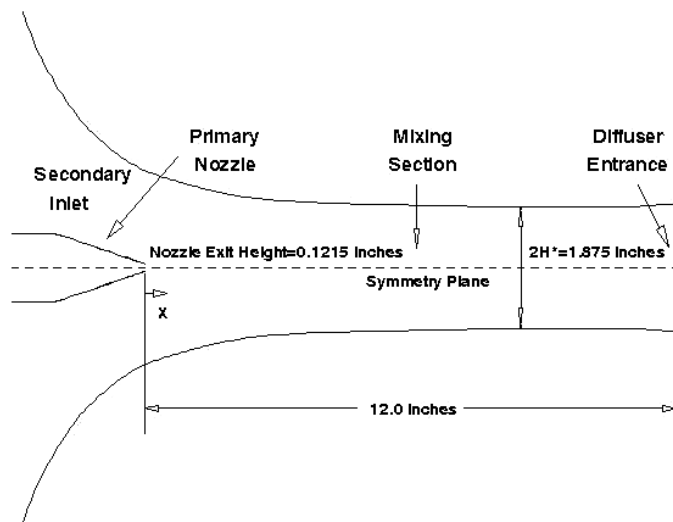 Primary
Nozzle
Mixing
Section
Diffuser
Entrance
Secondary
Inlet
Nozzle Exit Height=0.1215 Inches
2H*=1.875 Inches
Symmetry Plane
X
12.0 Inches